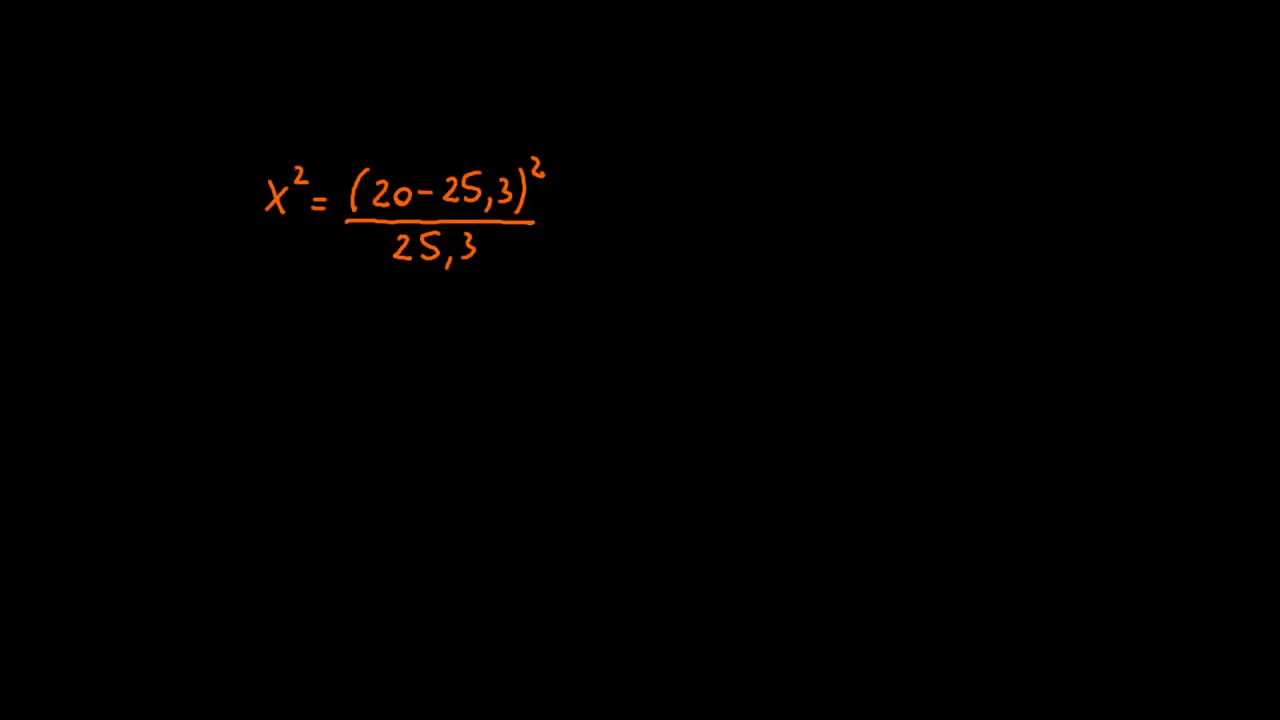 X² = (20 - 25,3)²
25,3